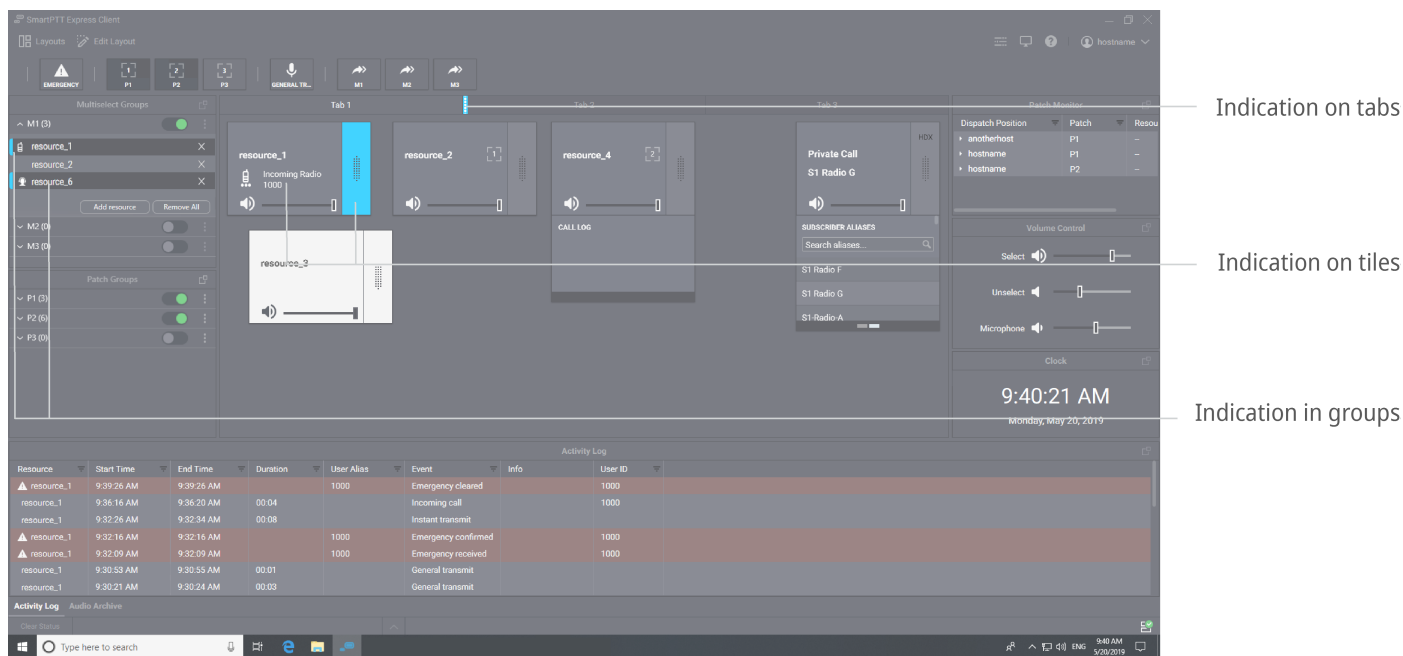 SmartPTT Express Client
Layouts Edit Layout
hostname
EMERGENCY P1 P2 P3 GENERAL TR... M1 M2 M3
1 2 3
Multiselect Groups
M1 (3)
resource_1
resource_2
resource_6
Add resource Remove All
M2 (0)
M3 (0)
Patch Groups
P1 (3)
P2 (6)
P3 (0)
Tab 1 Tab 2 Tab 3
resource_1
Incoming Radio
1000
resource_2 1
resource_4 2
CALL LOG
resource_3
HDX
Private Call
S1 Radio G
SUBSCRIBER ALIASES
Search aliases...
S1 Radio F
S1 Radio G
S1 Radio A
Patch Monitor
Dispatch Position Patch Resou
anotherhost P1 –
hostname P1 –
hostname P2 –
Volume Control
Select
Unselect
Microphone
Clock
9:40:21 AM
Monday, May 20, 2019
Indication on tabs
Indication on tiles
Indication in groups
Activity Log
Resource Start Time End Time Duration User Alias Event Info User ID
resource_1 9:39:26 AM 9:39:26 AM 1000 Emergency cleared 1000
resource_1 9:36:16 AM 9:36:20 AM 00:04 Incoming call 1000
resource_1 9:32:26 AM 9:32:34 AM 00:08 Instant transmit
resource_1 9:32:16 AM 9:32:16 AM 1000 Emergency confirmed 1000
resource_1 9:32:09 AM 9:32:09 AM 1000 Emergency received 1000
resource_1 9:30:53 AM 9:30:55 AM 00:01 General transmit
resource_1 9:30:21 AM 9:30:24 AM 00:03 General transmit
Activity Log Audio Archive
Clear Status
Type here to search
ENG 9:40 AM
5/20/2019